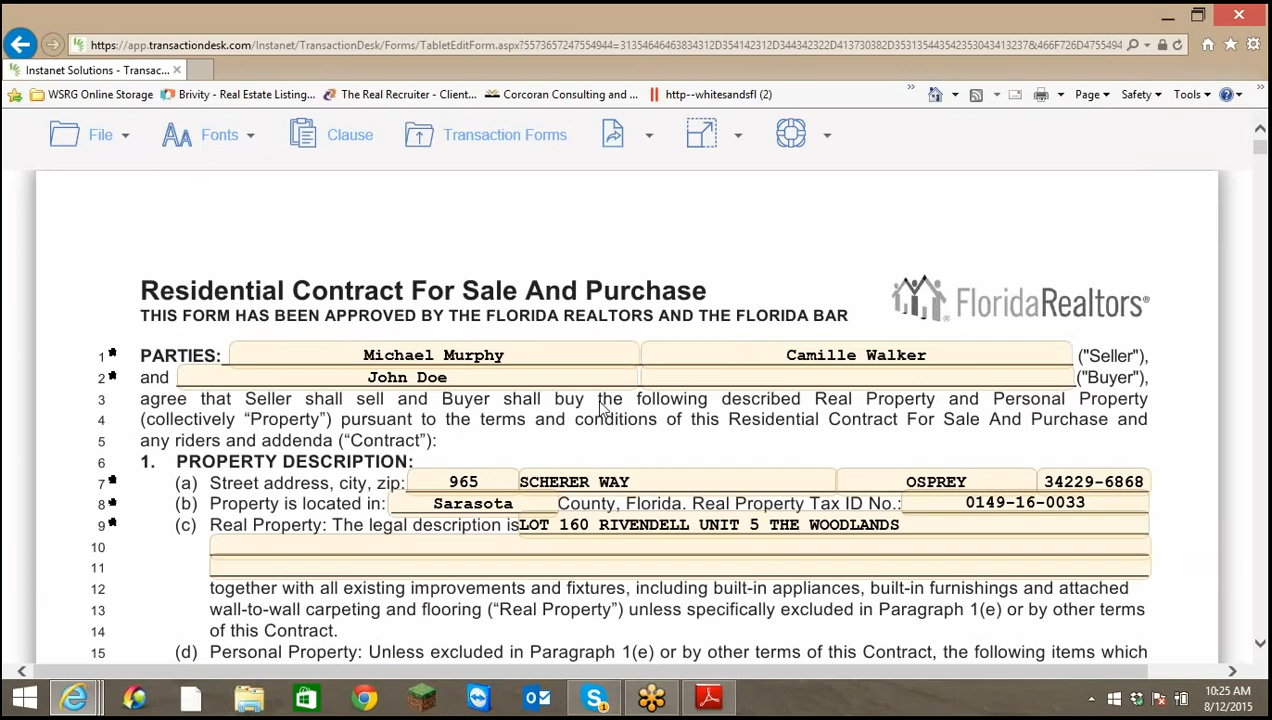 https://app.transactiondesk.com/Instanet/TransactionDesk/Forms/TabletEditForm.aspx?
Instanet Solutions - Transac...
WSRG Online Storage
Brivity - Real Estate Listing...
The Real Recruiter - Client...
Corcoran Consulting and ...
http--whitesandsfl (2)
Page
Safety
Tools
File
Fonts
Clause
Transaction Forms
Residential Contract For Sale And Purchase
THIS FORM HAS BEEN APPROVED BY THE FLORIDA REALTORS AND THE FLORIDA BAR
FloridaRealtors®
1 PARTIES: Michael Murphy Camille Walker ("Seller"),
2 and John Doe ("Buyer"),
3 agree that Seller shall sell and Buyer shall buy the following described Real Property and Personal Property
4 (collectively “Property”) pursuant to the terms and conditions of this Residential Contract For Sale And Purchase and
5 any riders and addenda (“Contract”):
6 1. PROPERTY DESCRIPTION:
7 (a) Street address, city, zip: 965 SCHERER WAY OSPREY 34229-6868
8 (b) Property is located in: Sarasota County, Florida. Real Property Tax ID No.: 0149-16-0033
9 (c) Real Property: The legal description is LOT 160 RIVENDELL UNIT 5 THE WOODLANDS
10
11
12 together with all existing improvements and fixtures, including built-in appliances, built-in furnishings and attached
13 wall-to-wall carpeting and flooring (“Real Property”) unless specifically excluded in Paragraph 1(e) or by other terms
14 of this Contract.
15 (d) Personal Property: Unless excluded in Paragraph 1(e) or by other terms of this Contract, the following items which
10:25 AM
8/12/2015